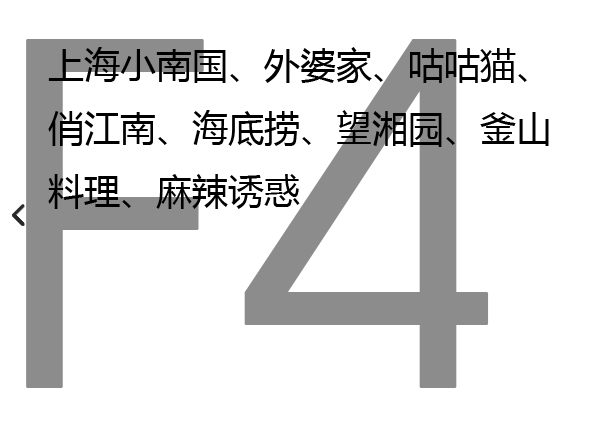 F4
上海小南国、外婆家、咕咕猫、
俏江南、海底捞、望湘园、釜山
料理、麻辣诱惑